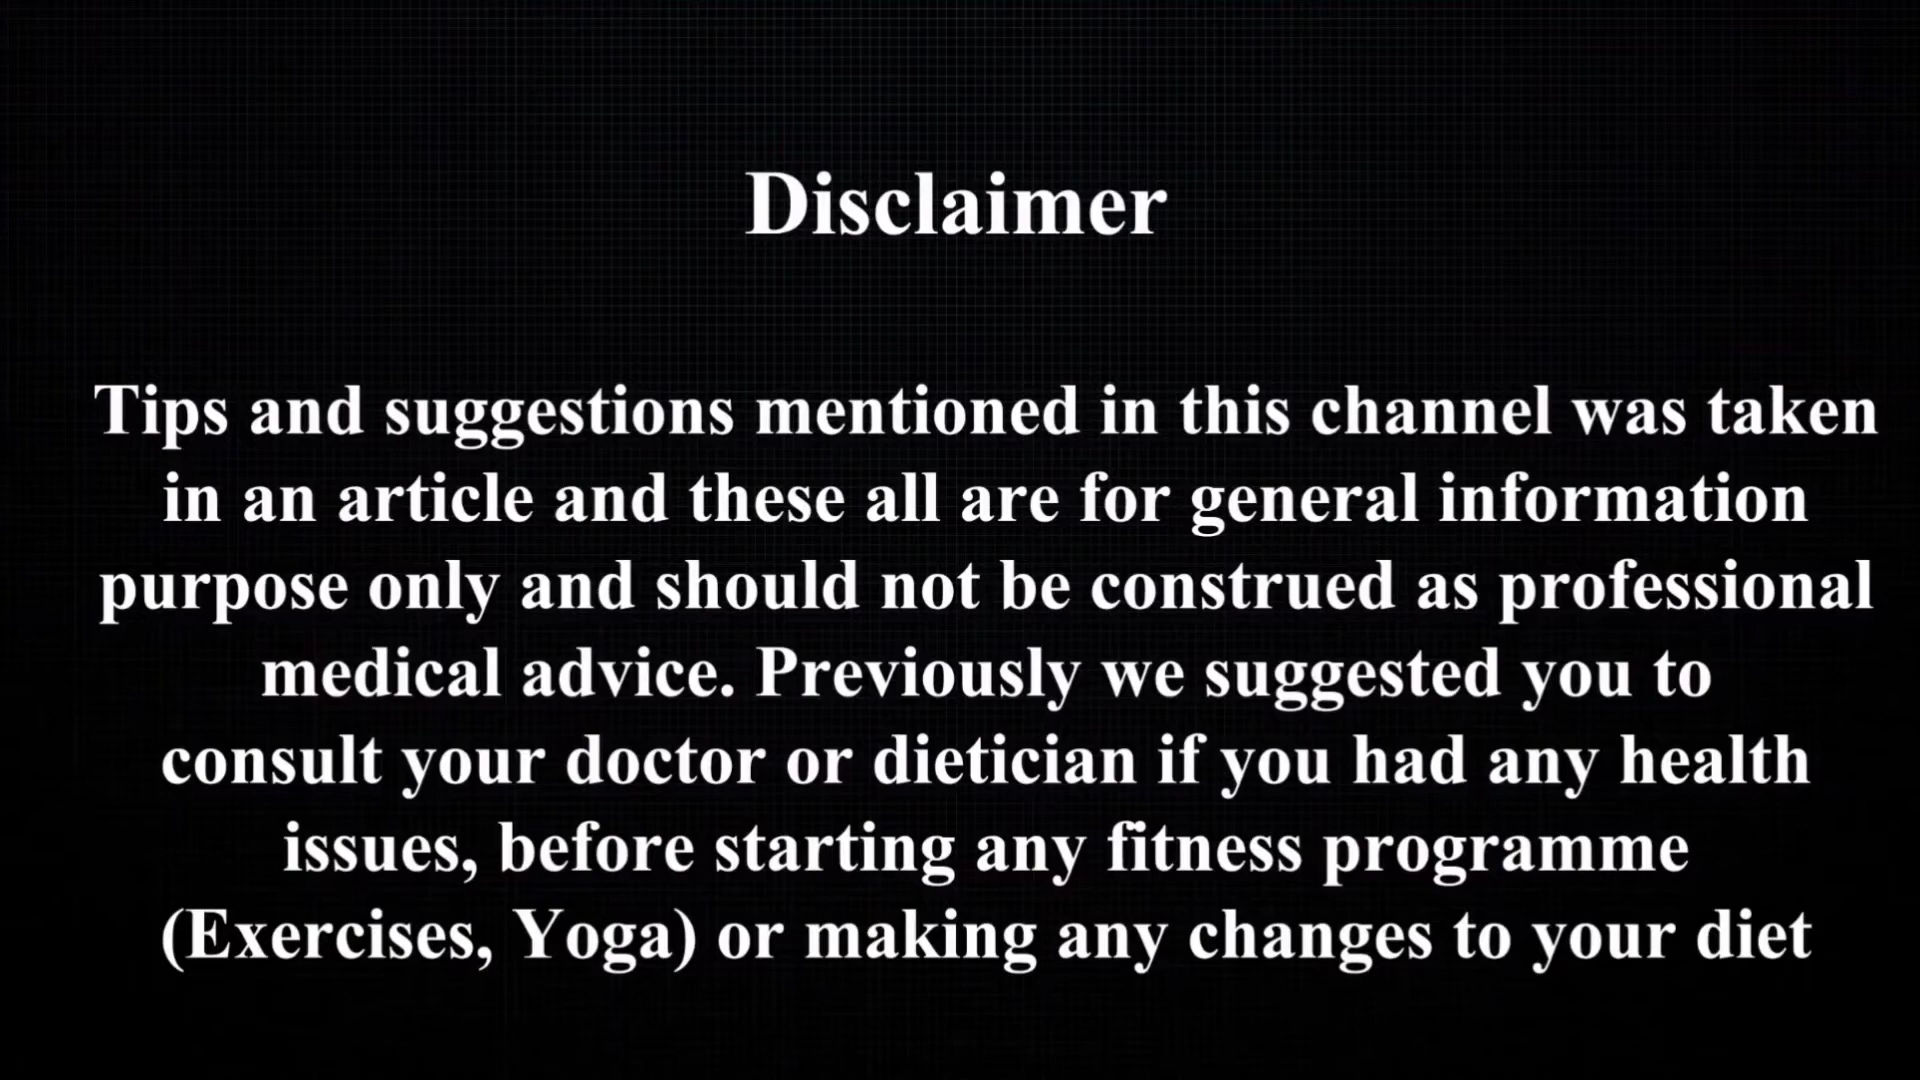 Disclaimer
Tips and suggestions mentioned in this channel was taken
in an article and these all are for general information
purpose only and should not be construed as professional
medical advice. Previously we suggested you to
consult your doctor or dietician if you had any health
issues, before starting any fitness programme
(Exercises, Yoga) or making any changes to your diet